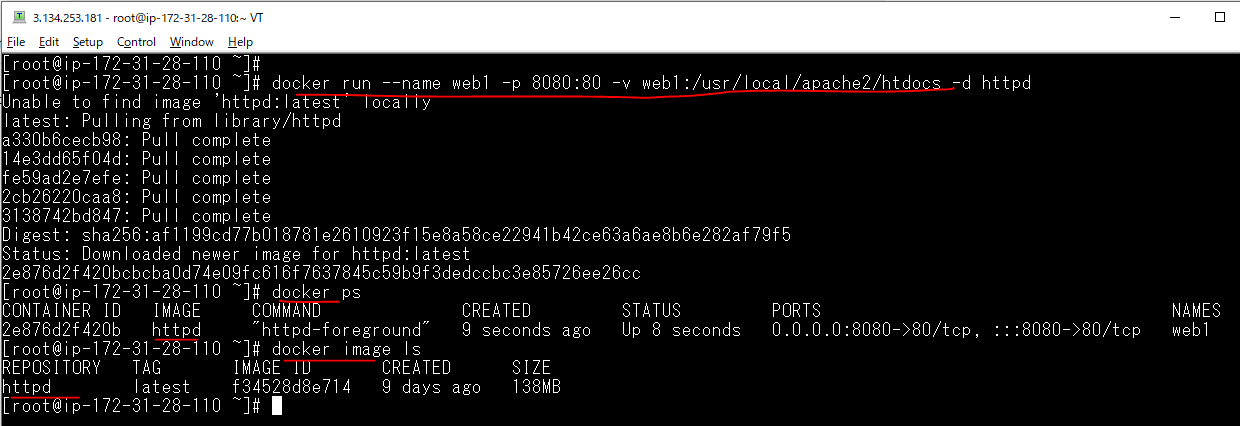 3.134.253.181 - root@ip-172-31-28-110:~ VT
File Edit Setup Control Window Help
[root@ip-172-31-28-110 ~]#
[root@ip-172-31-28-110 ~]# docker run --name web1 -p 8080:80 -v web1:/usr/local/apache2/htdocs -d httpd
Unable to find image 'httpd:latest' locally
latest: Pulling from library/httpd
a330b6cecb98: Pull complete
14e3dd65f04d: Pull complete
fe59ad2e7efe: Pull complete
2cb26220caa8: Pull complete
3138742bd847: Pull complete
Digest: sha256:af1199cd77b018781e2610923f15e8a58ce22941b42ce63a6ae8b6e282af79f5
Status: Downloaded newer image for httpd:latest
2e876d2f420bcbcba0d74e09fc616f7637845c59b9f3dedccbc3e85726ee26cc
[root@ip-172-31-28-110 ~]# docker ps
CONTAINER ID IMAGE COMMAND CREATED STATUS PORTS NAMES
2e876d2f420b httpd "httpd-foreground" 9 seconds ago Up 8 seconds 0.0.0.0:8080->80/tcp, :::8080->80/tcp web1
[root@ip-172-31-28-110 ~]# docker image ls
REPOSITORY TAG IMAGE ID CREATED SIZE
httpd latest f34528d8e714 9 days ago 138MB
[root@ip-172-31-28-110 ~]#